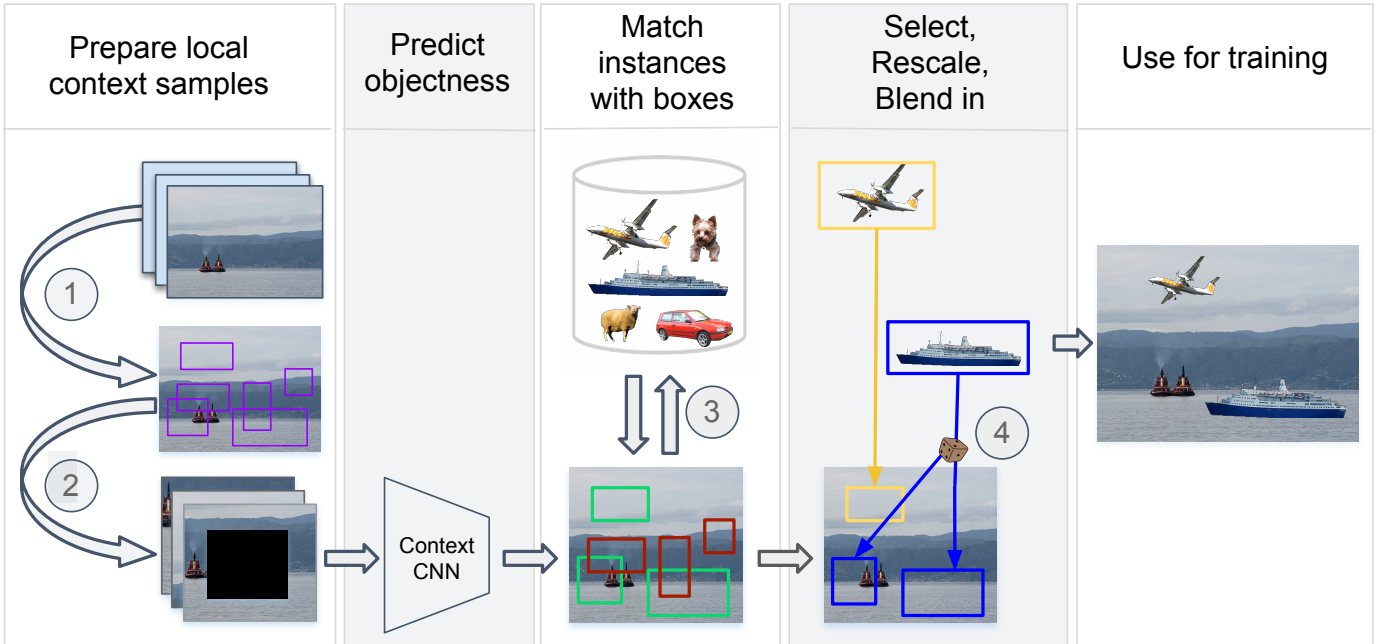 Prepare local
context samples
Predict
objectness
Match
instances
with boxes
Select,
Rescale,
Blend in
Use for training
1
2
Context
CNN
3
4